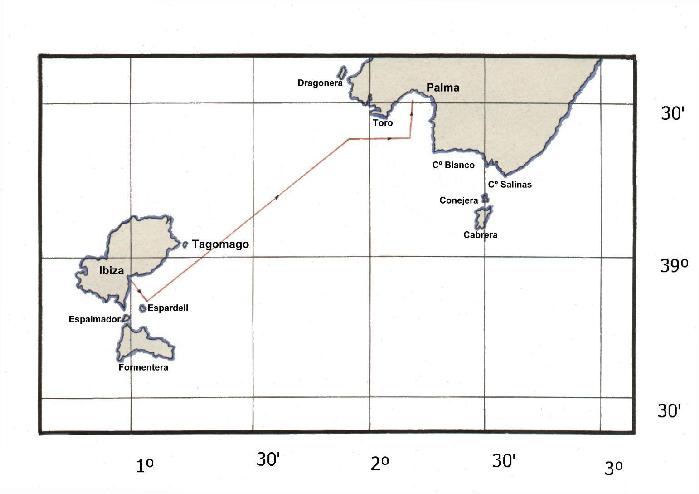 Dragonera
Palma
30'
Toro
Cº Blanco
Cº Salinas
Conejera
Cabrera
Tagomago
39º
Ibiza
Espardell
Espalmador
Formentera
30'
1º
30'
2º
30'
3º